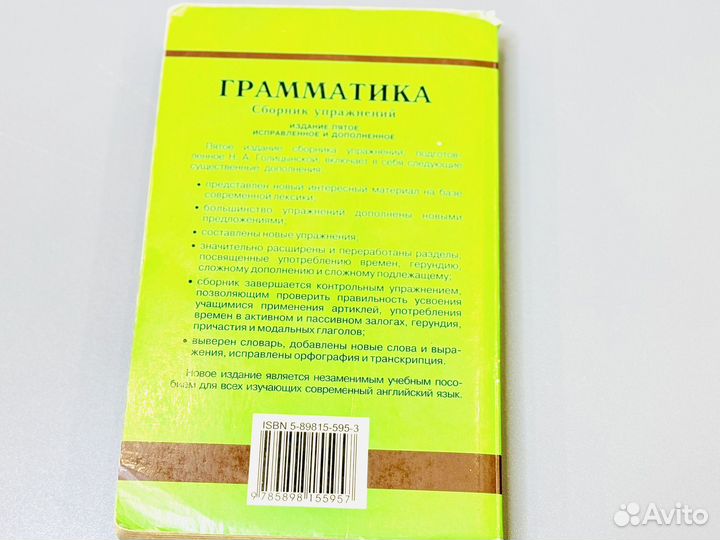 ГРАММАТИКА
Сборник упражнений
ИЗДАНИЕ ПЯТОЕ
ИСПРАВЛЕННОЕ И ДОПОЛНЕННОЕ
Пятое издание сборника упражнений, подготов-
ленное Н. А. Голицынской, включает в себя следующие
существенные дополнения:
• представлен новый интересный материал на базе
современной лексики;
• большинство упражнений дополнены новыми
предложениями;
• составлены новые упражнения;
• значительно расширены и переработаны разделы,
посвященные употреблению времен, герундию,
сложному дополнению и сложному подлежащему;
• сборник завершается контрольным упражнением,
позволяющим проверить правильность усвоения
учащимися применения артиклей, употребления
времен в активном и пассивном залогах, герундия,
причастия и модальных глаголов;
• выверен словарь, добавлены новые слова и выра-
жения, исправлены орфография и транскрипция.
Новое издание является незаменимым учебным посо-
бием для всех изучающих современный английский язык.
ISBN 5-89815-595-3
9 785898 155957
Avito